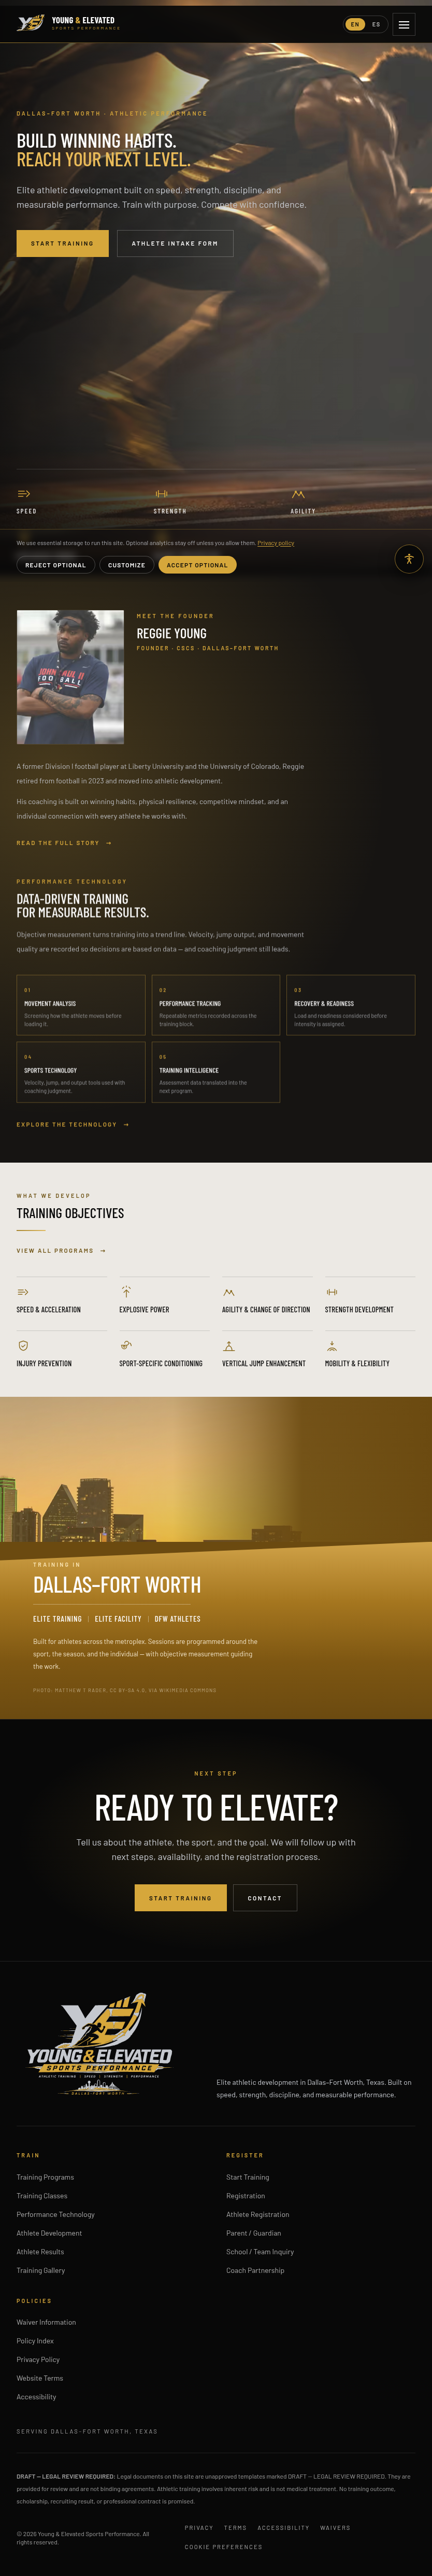 YOUNG & ELEVATED
SPORTS PERFORMANCE
EN ES
DALLAS–FORT WORTH · ATHLETIC PERFORMANCE
BUILD WINNING HABITS.
REACH YOUR NEXT LEVEL.
Elite athletic development built on speed, strength, discipline, and
measurable performance. Train with purpose. Compete with confidence.
START TRAINING
ATHLETE INTAKE FORM
SPEED
STRENGTH
AGILITY
We use essential storage to run this site. Optional analytics stay off unless you allow them. Privacy policy
REJECT OPTIONAL
CUSTOMIZE
ACCEPT OPTIONAL
MEET THE FOUNDER
REGGIE YOUNG
FOUNDER · CSCS · DALLAS–FORT WORTH
A former Division I football player at Liberty University and the University of Colorado, Reggie
retired from football in 2023 and moved into athletic development.
His coaching is built on winning habits, physical resilience, competitive mindset, and an
individual connection with every athlete he works with.
READ THE FULL STORY →
PERFORMANCE TECHNOLOGY
DATA-DRIVEN TRAINING
FOR MEASURABLE RESULTS.
Objective measurement turns training into a trend line. Velocity, jump output, and movement
quality are recorded so decisions are based on data — and coaching judgment still leads.
01
MOVEMENT ANALYSIS
Screening how the athlete moves before
loading it.
02
PERFORMANCE TRACKING
Repeatable metrics recorded across the
training block.
03
RECOVERY & READINESS
Load and readiness considered before
intensity is assigned.
04
SPORTS TECHNOLOGY
Velocity, jump, and output tools used with
coaching judgment.
05
TRAINING INTELLIGENCE
Assessment data translated into the
next program.
EXPLORE THE TECHNOLOGY →
WHAT WE DEVELOP
TRAINING OBJECTIVES
VIEW ALL PROGRAMS →
SPEED & ACCELERATION
EXPLOSIVE POWER
AGILITY & CHANGE OF DIRECTION
STRENGTH DEVELOPMENT
INJURY PREVENTION
SPORT-SPECIFIC CONDITIONING
VERTICAL JUMP ENHANCEMENT
MOBILITY & FLEXIBILITY
TRAINING IN
DALLAS–FORT WORTH
ELITE TRAINING | ELITE FACILITY | DFW ATHLETES
Built for athletes across the metroplex. Sessions are programmed around the
sport, the season, and the individual — with objective measurement guiding
the work.
PHOTO: MATTHEW T RADER, CC BY-SA 4.0, VIA WIKIMEDIA COMMONS
NEXT STEP
READY TO ELEVATE?
Tell us about the athlete, the sport, and the goal. We will follow up with
next steps, availability, and the registration process.
START TRAINING
CONTACT
YE
YOUNG & ELEVATED
SPORTS PERFORMANCE
ATHLETIC TRAINING | SPEED | STRENGTH | PERFORMANCE
DALLAS-FORT WORTH
Elite athletic development in Dallas–Fort Worth, Texas. Built on
speed, strength, discipline, and measurable performance.
TRAIN
Training Programs
Training Classes
Performance Technology
Athlete Development
Athlete Results
Training Gallery
REGISTER
Start Training
Registration
Athlete Registration
Parent / Guardian
School / Team Inquiry
Coach Partnership
POLICIES
Waiver Information
Policy Index
Privacy Policy
Website Terms
Accessibility
SERVING DALLAS–FORT WORTH, TEXAS
DRAFT — LEGAL REVIEW REQUIRED: Legal documents on this site are unapproved templates marked DRAFT — LEGAL REVIEW REQUIRED. They are
provided for review and are not binding agreements. Athletic training involves inherent risk and is not medical treatment. No training outcome,
scholarship, recruiting result, or professional contract is promised.
© 2026 Young & Elevated Sports Performance. All
rights reserved.
PRIVACY TERMS ACCESSIBILITY WAIVERS
COOKIE PREFERENCES